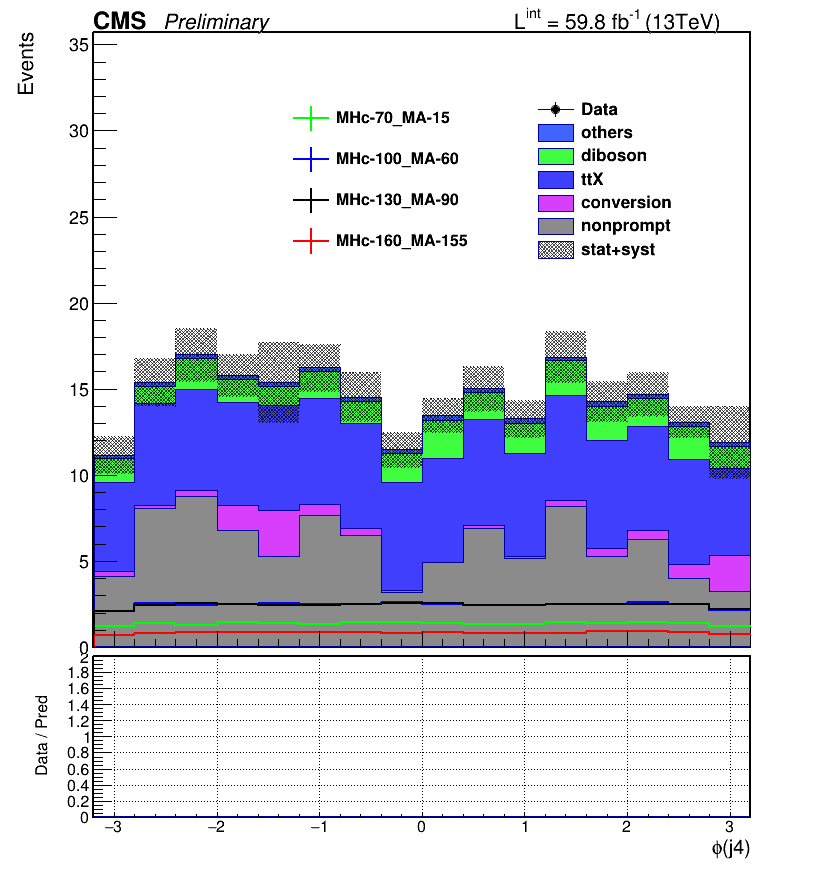 CMS Preliminary
L^int = 59.8 fb^-1 (13TeV)
Events
35
30
25
20
15
10
5
0
MHc-70_MA-15
MHc-100_MA-60
MHc-130_MA-90
MHc-160_MA-155
Data
others
diboson
ttX
conversion
nonprompt
stat+syst
Data / Pred
2
1.8
1.6
1.4
1.2
1
0.8
0.6
0.4
0.2
0
−3 −2 −1 0 1 2 3
ϕ(j4)